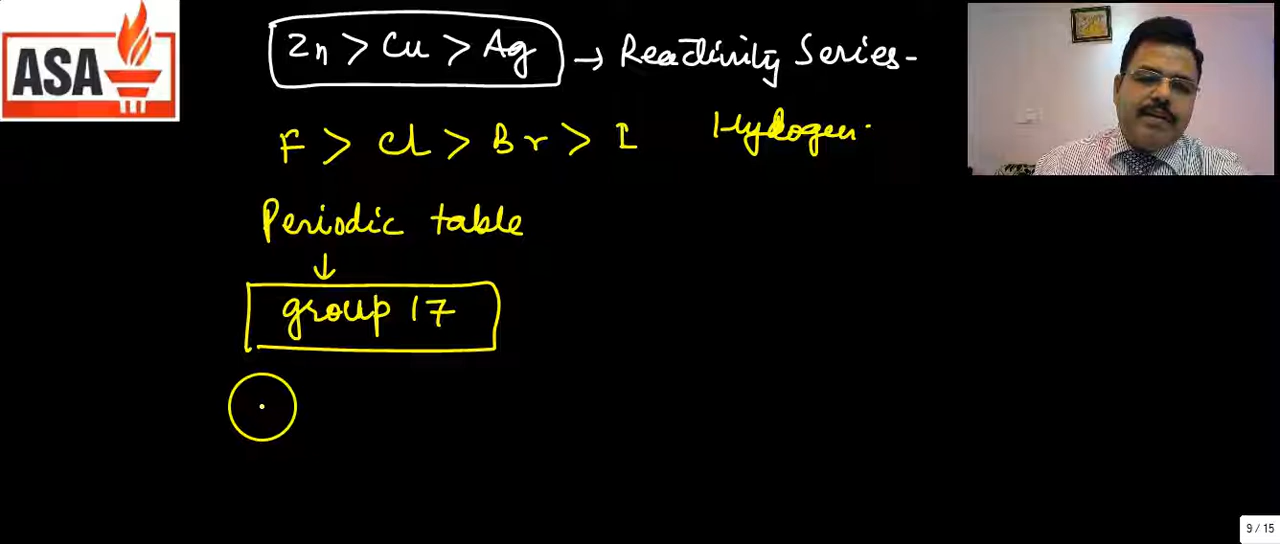 ASA
Zn > Cu > Ag → Reactivity Series-
F > Cl > Br > I Hydrogen.
Periodic table
↓
group 17
9 / 15